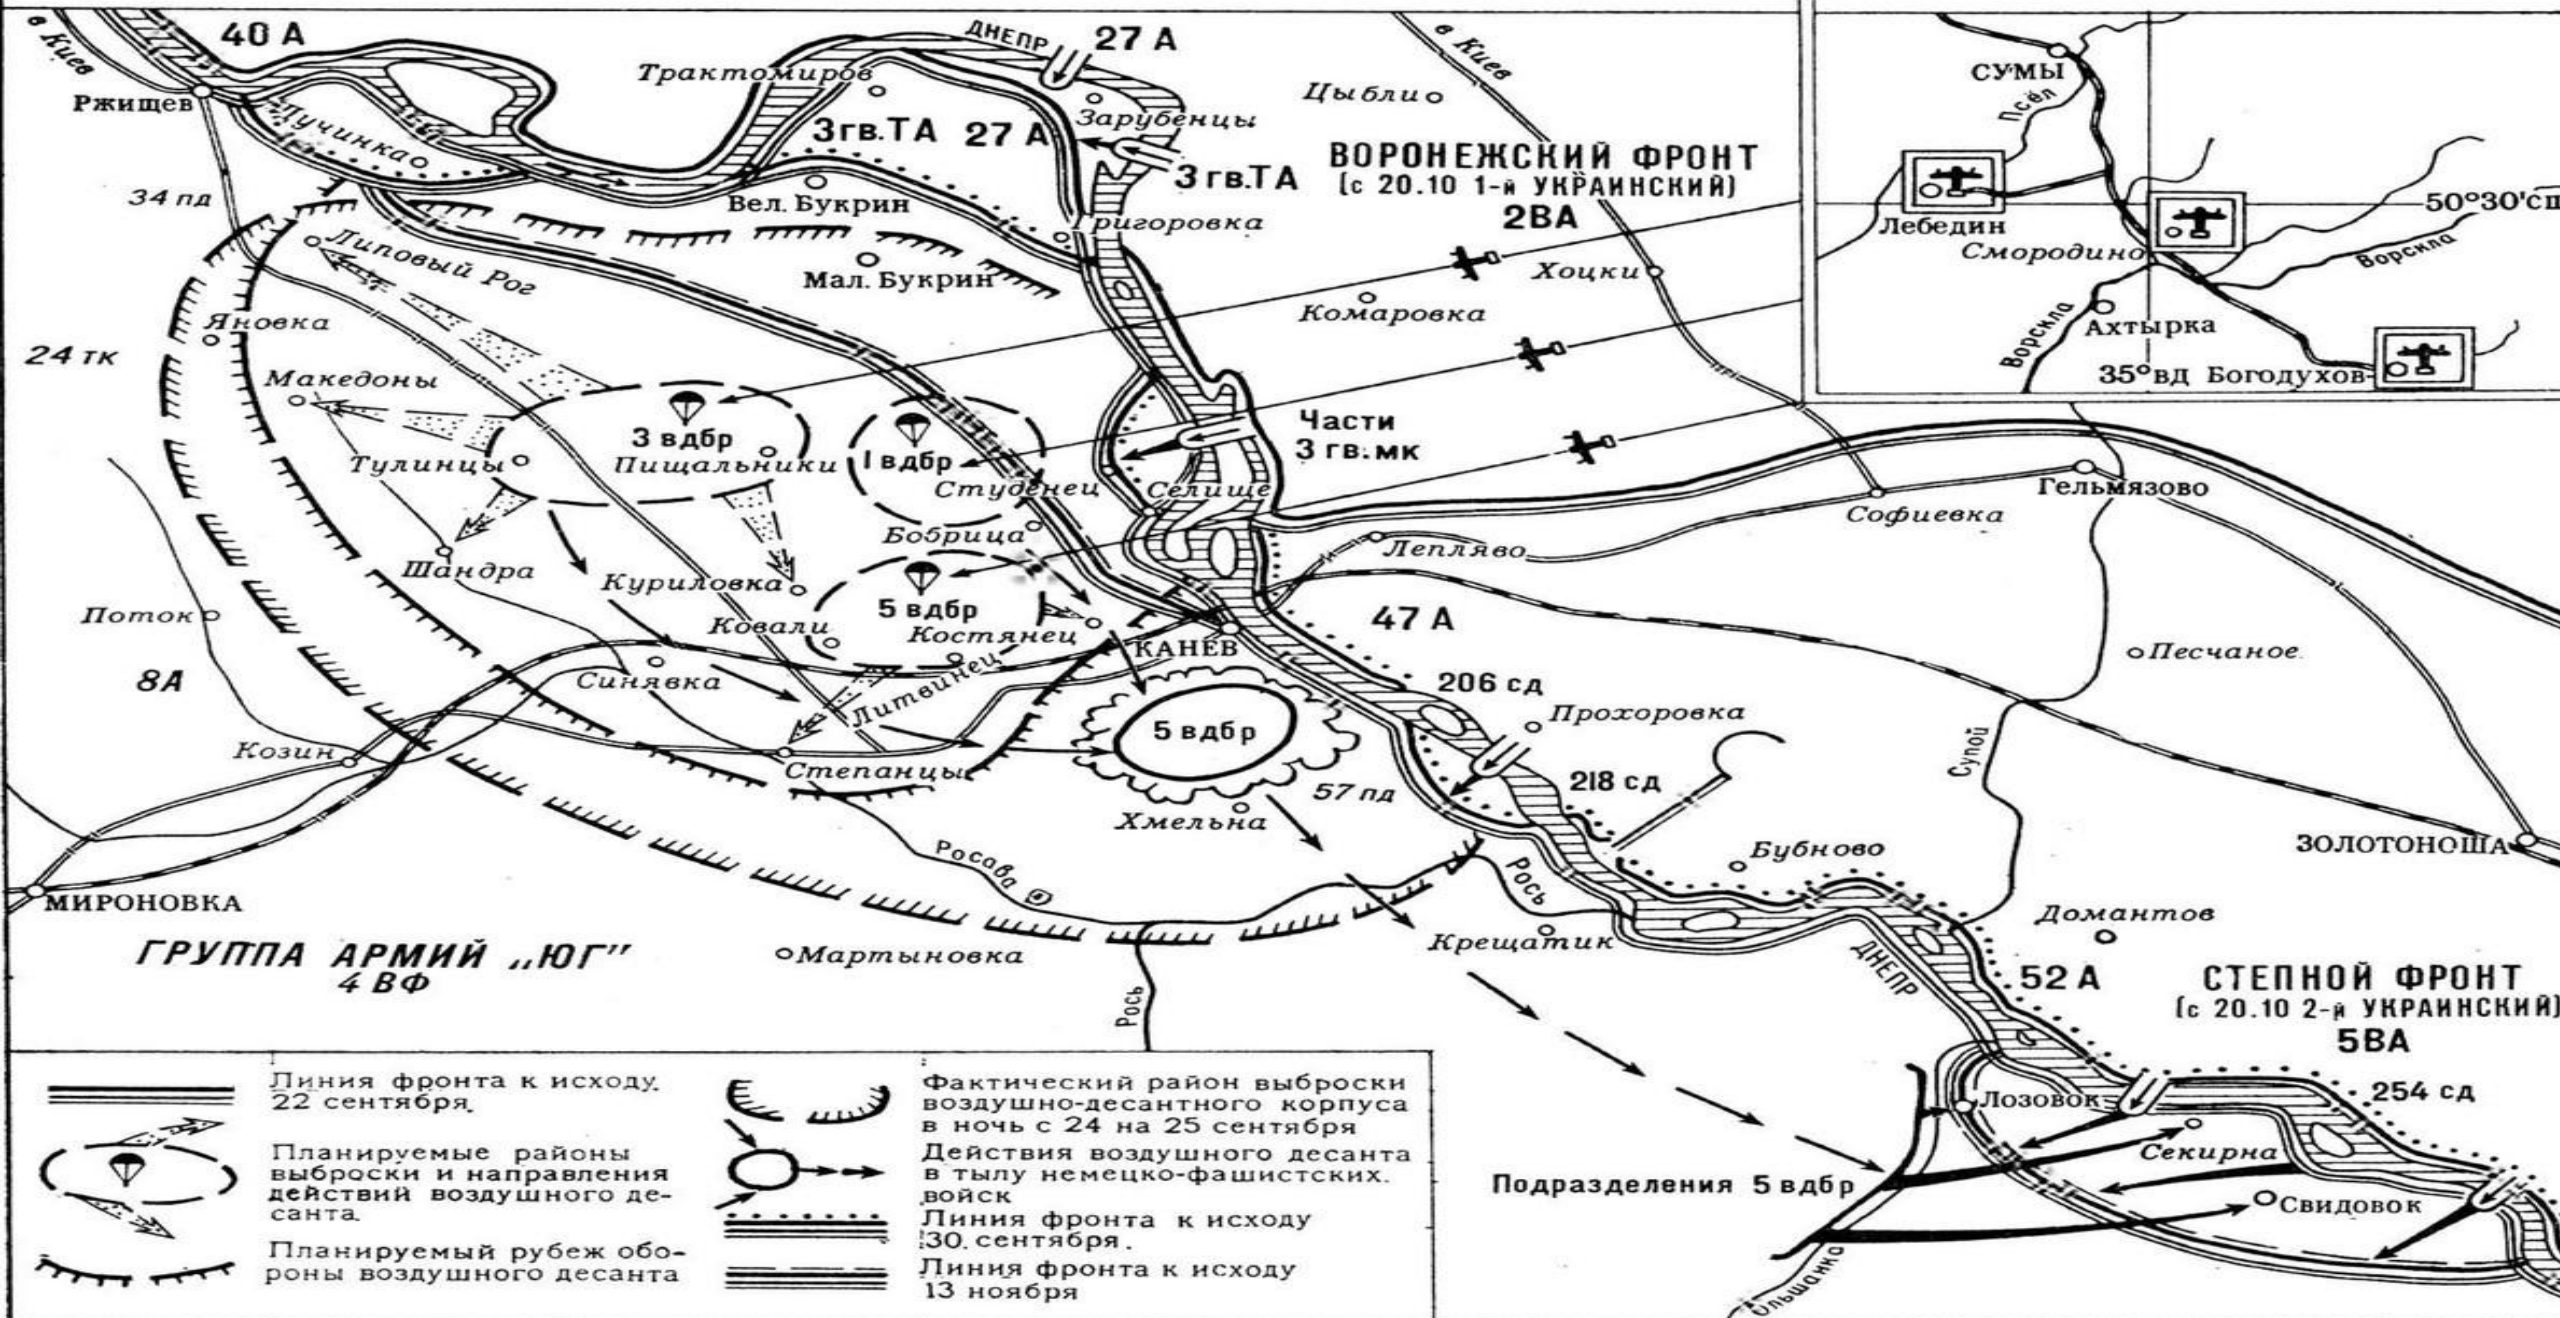 в Киев
40 А
ДНЕПР
27 А
в Киев
Ржищев
Трактомиров
Зарубенцы
Цыбли
Лучинка
3 гв.ТА
27 А
3 гв.ТА
ВОРОНЕЖСКИЙ ФРОНТ
(с 20.10 1-й УКРАИНСКИЙ)
2ВА
34 пд
Вел. Букрин
Григоровка
Липовый Рог
Мал. Букрин
Хоцки
Комаровка
Яновка
24 тк
Македоны
3 вдбр
Пищальники
Тулинцы
1 вдбр
Студенец
Селище
Части
3 гв.мк
Бобрица
Шандра
Куриловка
5 вдбр
Ковали
Костянец
Поток
8А
Синявка
Литвинец
КАНЕВ
Лепляво
Софиевка
Гельмязово
47 А
206 сд
Прохоровка
Песчаное
Супой
Козин
Степанцы
5 вдбр
57 пд
Хмельна
218 сд
Бубново
ЗОЛОТОНОША
МИРОНОВКА
Росава
Рось
Крещатик
Домантов
ГРУППА АРМИЙ „ЮГ”
4 ВФ
Мартыновка
Рось
ДНЕПР
52 А
СТЕПНОЙ ФРОНТ
(с 20.10 2-й УКРАИНСКИЙ)
5ВА
254 сд
Лозовок
Секирна
Свидовок
Подразделения 5 вдбр
Ольшанка
СУМЫ
Псёл
Лебедин
Смородино
50°30'сп
Ворскла
Ворскла
Ахтырка
35°вд
Богодухов
Линия фронта к исходу
22 сентября.
Планируемые районы
выброски и направления
действий воздушного де-
санта.
Планируемый рубеж обо-
роны воздушного десанта
Фактический район выброски
воздушно-десантного корпуса
в ночь с 24 на 25 сентября
Действия воздушного десанта
в тылу немецко-фашистских.
войск
Линия фронта к исходу
30. сентября.
Линия фронта к исходу
13 ноября